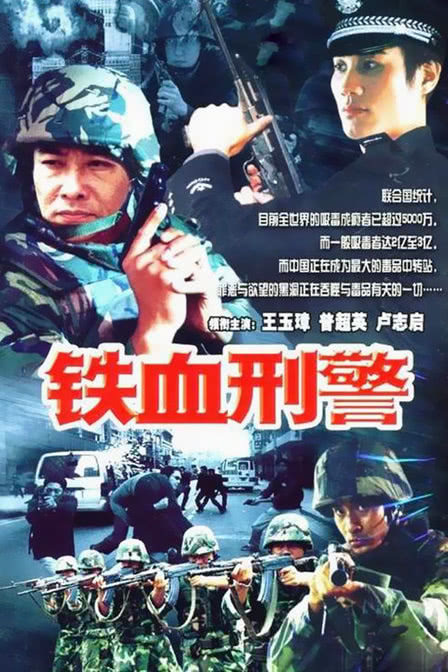 联合国统计，
目前全世界的吸毒成瘾者已超过5000万，
而一般吸毒者达2亿至3亿，
而中国正在成为最大的毒品中转站，
罪恶与欲望的黑洞正在吞噬与毒品有关的一切……
领衔主演：王玉璋 昝超英 卢志启
铁血刑警